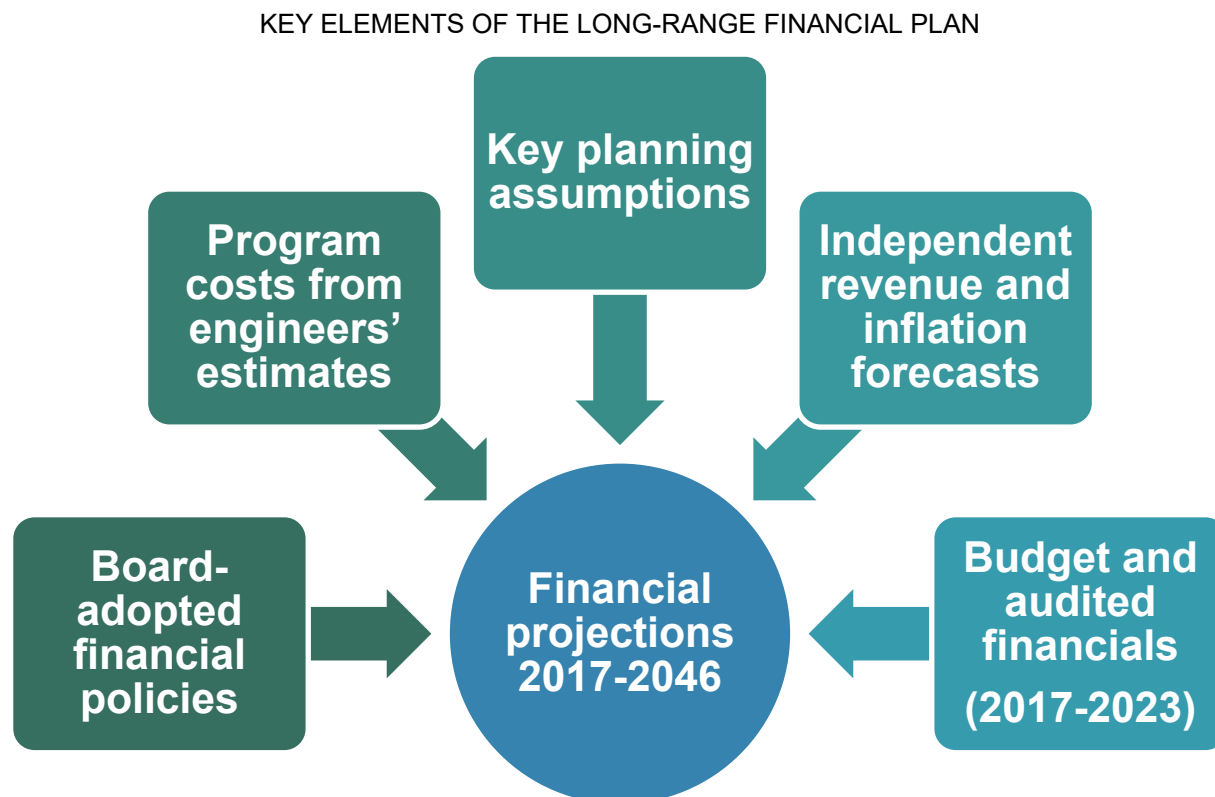 KEY ELEMENTS OF THE LONG-RANGE FINANCIAL PLAN
Key planning
assumptions
Program
costs from
engineers’
estimates
Independent
revenue and
inflation
forecasts
Board-
adopted
financial
policies
Financial
projections
2017-2046
Budget and
audited
financials
(2017-2023)